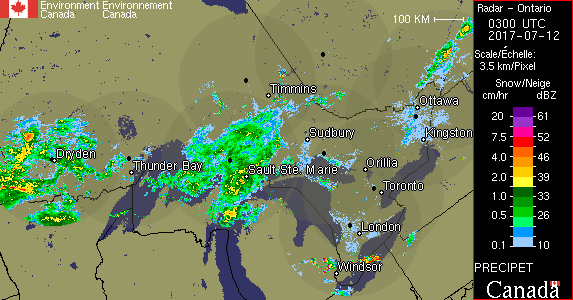 Environment Environnement
Canada Canada
100 KM
Radar - Ontario
0300 UTC
2017-07-12
Scale/Échelle:
3.5 km/Pixel
Snow/Neige
cm/hr dBZ
20 61
7.5 52
4.0 46
2.0 39
1.0 33
0.5 26
0.1 10
PRECIPET
Canada
Timmins
Ottawa
Sudbury
Kingston
Dryden
Thunder Bay
Sault Ste. Marie
Orillia
Toronto
London
Windsor